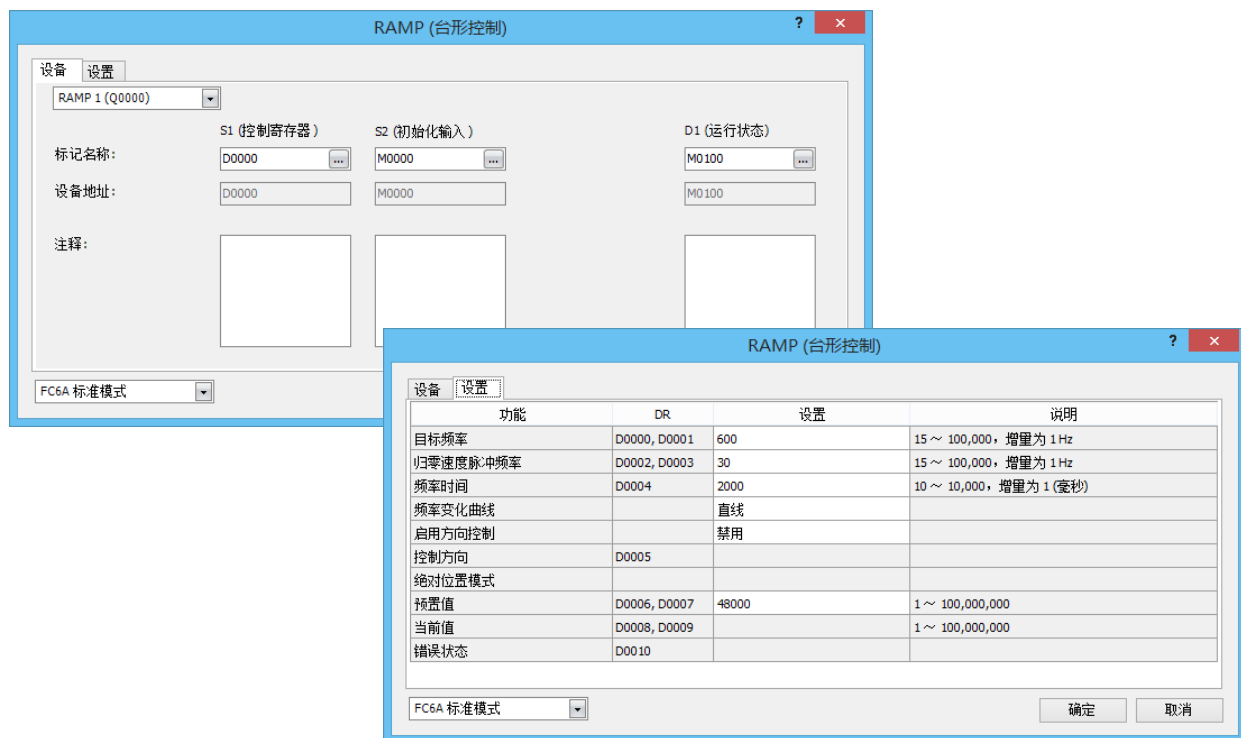 RAMP (台形控制)
? ×
设备 设置
RAMP 1 (Q0000)
S1 (控制寄存器) S2 (初始化输入) D1 (运行状态)
标记名称: D0000 ... M0000 ... M0100 ...
设备地址: D0000 M0000 M0100
注释:
FC6A 标准模式
RAMP (台形控制)
? ×
设备 设置
功能 DR 设置 说明
目标频率 D0000, D0001 600 15～ 100,000，增量为 1Hz
归零速度脉冲频率 D0002, D0003 30 15～ 100,000，增量为 1Hz
频率时间 D0004 2000 10～ 10,000，增量为 1 (毫秒)
频率变化曲线 直线
启用方向控制 禁用
控制方向 D0005
绝对位置模式
预置值 D0006, D0007 48000 1～ 100,000,000
当前值 D0008, D0009 1～ 100,000,000
错误状态 D0010
FC6A 标准模式 确定 取消